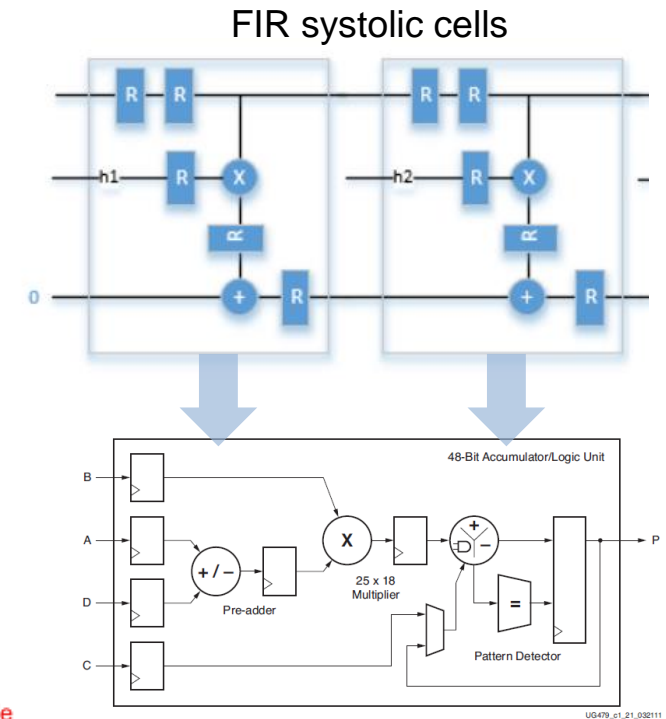 FIR systolic cells
R R R R
h1 R X h2 R X
R R
0 + R + R
48-Bit Accumulator/Logic Unit
B
A X + − P
+ / −
D 25 x 18
Multiplier =
Pre-adder
Pattern Detector
C
e
UG479_c1_21_032111